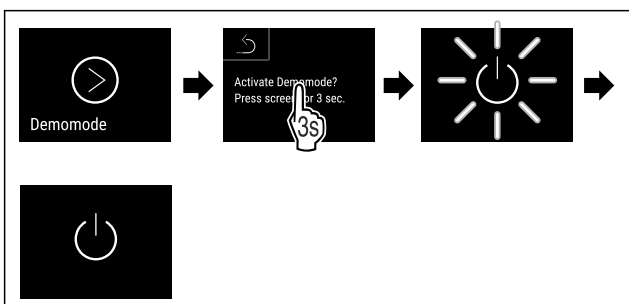 Demomode
Activate Demomode?
Press screen for 3 sec.
3s